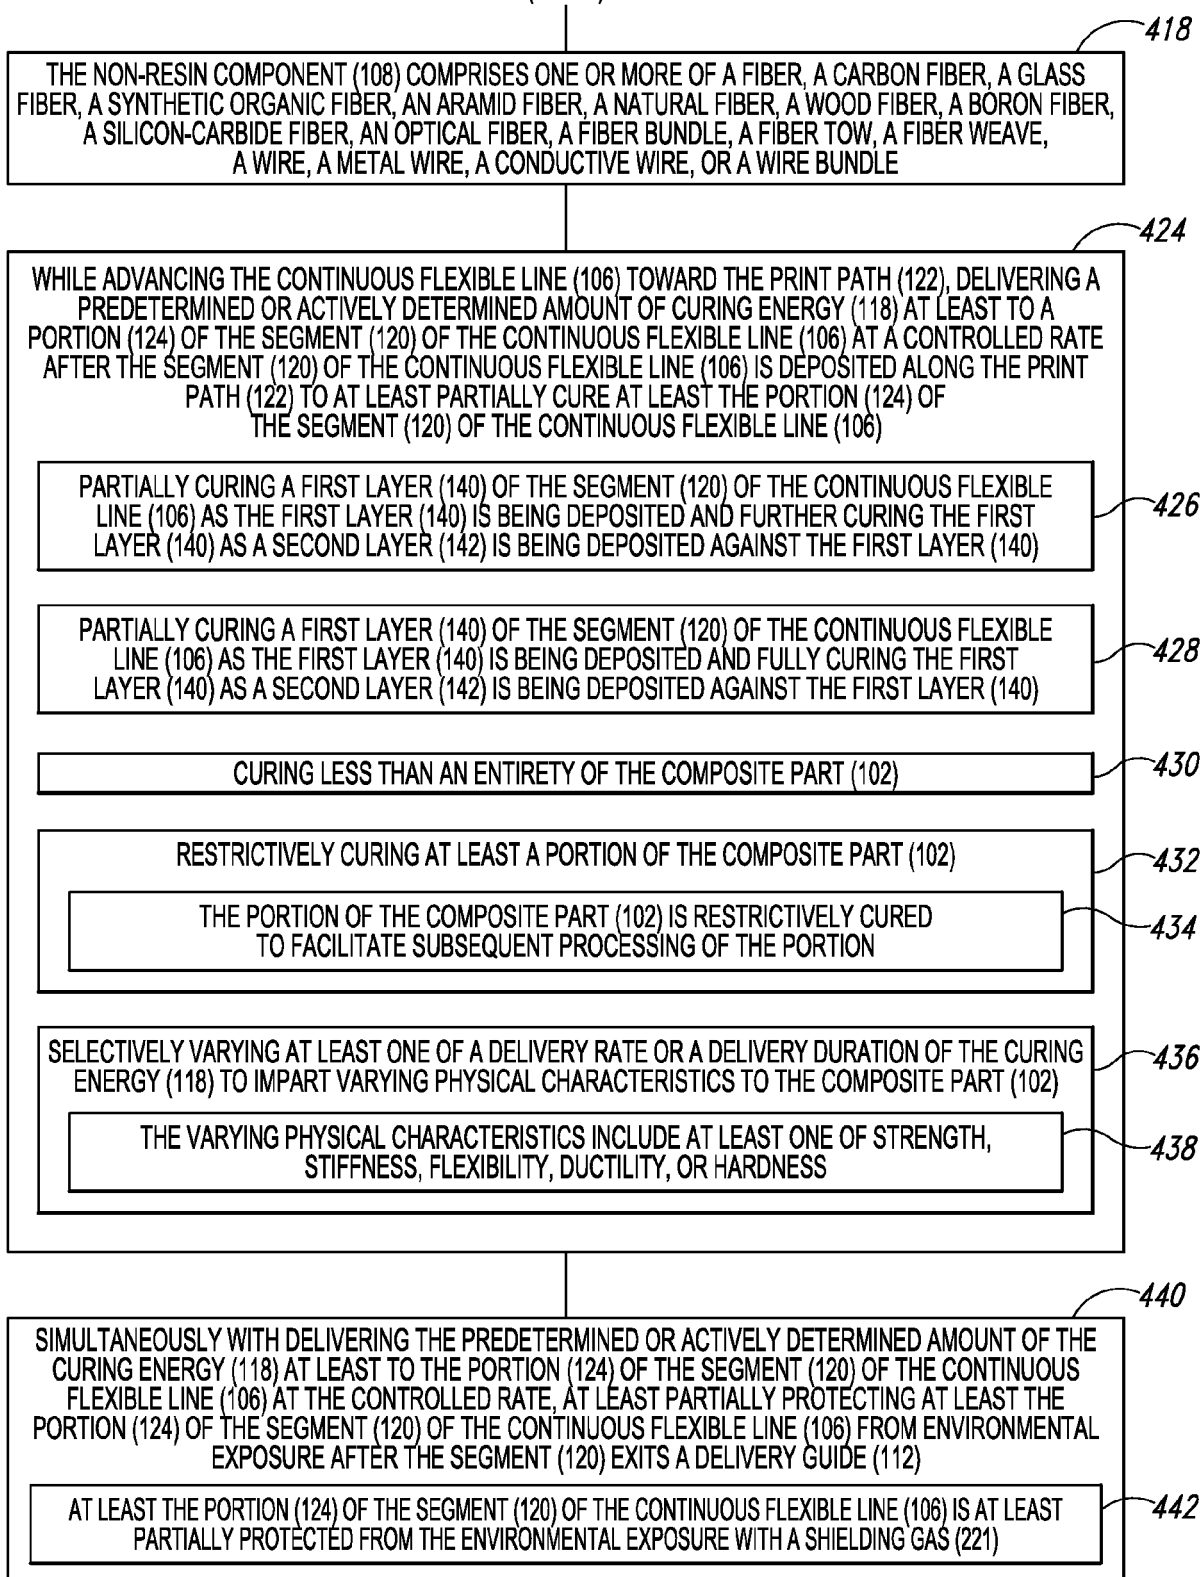 418
THE NON-RESIN COMPONENT (108) COMPRISES ONE OR MORE OF A FIBER, A CARBON FIBER, A GLASS
FIBER, A SYNTHETIC ORGANIC FIBER, AN ARAMID FIBER, A NATURAL FIBER, A WOOD FIBER, A BORON FIBER,
A SILICON-CARBIDE FIBER, AN OPTICAL FIBER, A FIBER BUNDLE, A FIBER TOW, A FIBER WEAVE,
A WIRE, A METAL WIRE, A CONDUCTIVE WIRE, OR A WIRE BUNDLE
424
WHILE ADVANCING THE CONTINUOUS FLEXIBLE LINE (106) TOWARD THE PRINT PATH (122), DELIVERING A
PREDETERMINED OR ACTIVELY DETERMINED AMOUNT OF CURING ENERGY (118) AT LEAST TO A
PORTION (124) OF THE SEGMENT (120) OF THE CONTINUOUS FLEXIBLE LINE (106) AT A CONTROLLED RATE
AFTER THE SEGMENT (120) OF THE CONTINUOUS FLEXIBLE LINE (106) IS DEPOSITED ALONG THE PRINT
PATH (122) TO AT LEAST PARTIALLY CURE AT LEAST THE PORTION (124) OF
THE SEGMENT (120) OF THE CONTINUOUS FLEXIBLE LINE (106)
PARTIALLY CURING A FIRST LAYER (140) OF THE SEGMENT (120) OF THE CONTINUOUS FLEXIBLE
LINE (106) AS THE FIRST LAYER (140) IS BEING DEPOSITED AND FURTHER CURING THE FIRST
LAYER (140) AS A SECOND LAYER (142) IS BEING DEPOSITED AGAINST THE FIRST LAYER (140)
426
PARTIALLY CURING A FIRST LAYER (140) OF THE SEGMENT (120) OF THE CONTINUOUS FLEXIBLE
LINE (106) AS THE FIRST LAYER (140) IS BEING DEPOSITED AND FULLY CURING THE FIRST
LAYER (140) AS A SECOND LAYER (142) IS BEING DEPOSITED AGAINST THE FIRST LAYER (140)
428
CURING LESS THAN AN ENTIRETY OF THE COMPOSITE PART (102)
430
RESTRICTIVELY CURING AT LEAST A PORTION OF THE COMPOSITE PART (102)
432
THE PORTION OF THE COMPOSITE PART (102) IS RESTRICTIVELY CURED
TO FACILITATE SUBSEQUENT PROCESSING OF THE PORTION
434
SELECTIVELY VARYING AT LEAST ONE OF A DELIVERY RATE OR A DELIVERY DURATION OF THE CURING
ENERGY (118) TO IMPART VARYING PHYSICAL CHARACTERISTICS TO THE COMPOSITE PART (102)
436
THE VARYING PHYSICAL CHARACTERISTICS INCLUDE AT LEAST ONE OF STRENGTH,
STIFFNESS, FLEXIBILITY, DUCTILITY, OR HARDNESS
438
440
SIMULTANEOUSLY WITH DELIVERING THE PREDETERMINED OR ACTIVELY DETERMINED AMOUNT OF THE
CURING ENERGY (118) AT LEAST TO THE PORTION (124) OF THE SEGMENT (120) OF THE CONTINUOUS
FLEXIBLE LINE (106) AT THE CONTROLLED RATE, AT LEAST PARTIALLY PROTECTING AT LEAST THE
PORTION (124) OF THE SEGMENT (120) OF THE CONTINUOUS FLEXIBLE LINE (106) FROM ENVIRONMENTAL
EXPOSURE AFTER THE SEGMENT (120) EXITS A DELIVERY GUIDE (112)
AT LEAST THE PORTION (124) OF THE SEGMENT (120) OF THE CONTINUOUS FLEXIBLE LINE (106) IS AT LEAST
PARTIALLY PROTECTED FROM THE ENVIRONMENTAL EXPOSURE WITH A SHIELDING GAS (221)
442